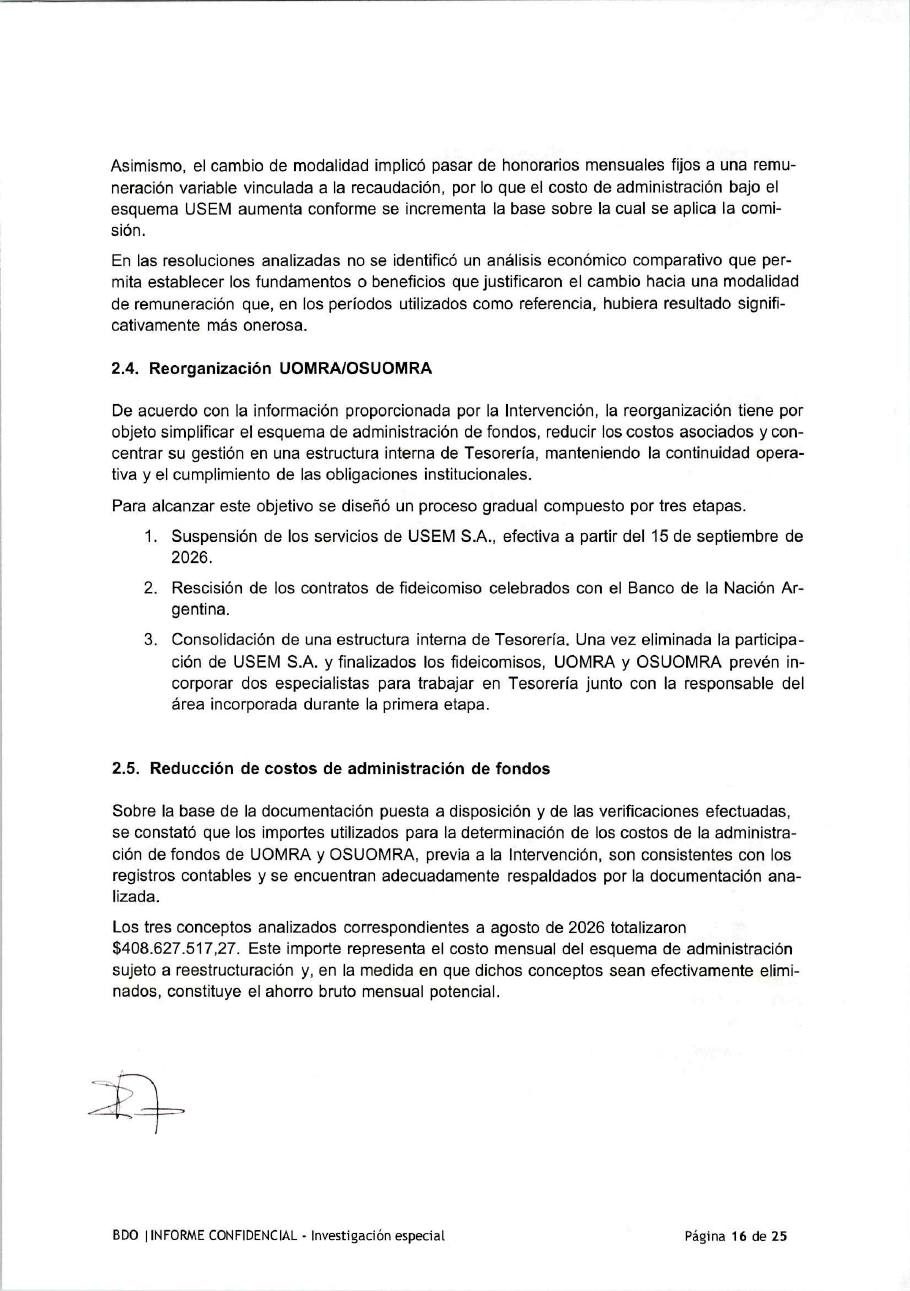 Asimismo, el cambio de modalidad implicó pasar de honorarios mensuales fijos a una remu-
neración variable vinculada a la recaudación, por lo que el costo de administración bajo el
esquema USEM aumenta conforme se incrementa la base sobre la cual se aplica la comi-
sión.
En las resoluciones analizadas no se identificó un análisis económico comparativo que per-
mita establecer los fundamentos o beneficios que justificaron el cambio hacia una modalidad
de remuneración que, en los períodos utilizados como referencia, hubiera resultado signifi-
cativamente más onerosa.
2.4. Reorganización UOMRA/OSUOMRA
De acuerdo con la información proporcionada por la Intervención, la reorganización tiene por
objeto simplificar el esquema de administración de fondos, reducir los costos asociados y con-
centrar su gestión en una estructura interna de Tesorería, manteniendo la continuidad opera-
tiva y el cumplimiento de las obligaciones institucionales.
Para alcanzar este objetivo se diseñó un proceso gradual compuesto por tres etapas.
1. Suspensión de los servicios de USEM S.A., efectiva a partir del 15 de septiembre de
2026.
2. Rescisión de los contratos de fideicomiso celebrados con el Banco de la Nación Ar-
gentina.
3. Consolidación de una estructura interna de Tesorería. Una vez eliminada la participa-
ción de USEM S.A. y finalizados los fideicomisos, UOMRA y OSUOMRA prevén in-
corporar dos especialistas para trabajar en Tesorería junto con la responsable del
área incorporada durante la primera etapa.
2.5. Reducción de costos de administración de fondos
Sobre la base de la documentación puesta a disposición y de las verificaciones efectuadas,
se constató que los importes utilizados para la determinación de los costos de la administra-
ción de fondos de UOMRA y OSUOMRA, previa a la Intervención, son consistentes con los
registros contables y se encuentran adecuadamente respaldados por la documentación ana-
lizada.
Los tres conceptos analizados correspondientes a agosto de 2026 totalizaron
$408.627.517,27. Este importe representa el costo mensual del esquema de administración
sujeto a reestructuración y, en la medida en que dichos conceptos sean efectivamente elimi-
nados, constituye el ahorro bruto mensual potencial.
BDO | INFORME CONFIDENCIAL - Investigación especial
Página 16 de 25